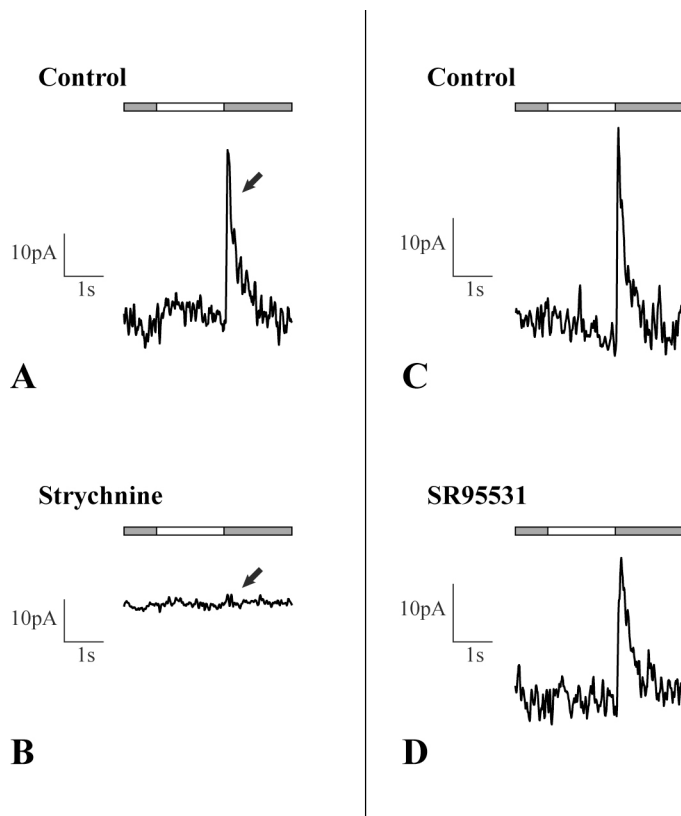 Control
10pA
1s
A
Strychnine
10pA
1s
B
Control
10pA
1s
C
SR95531
10pA
1s
D